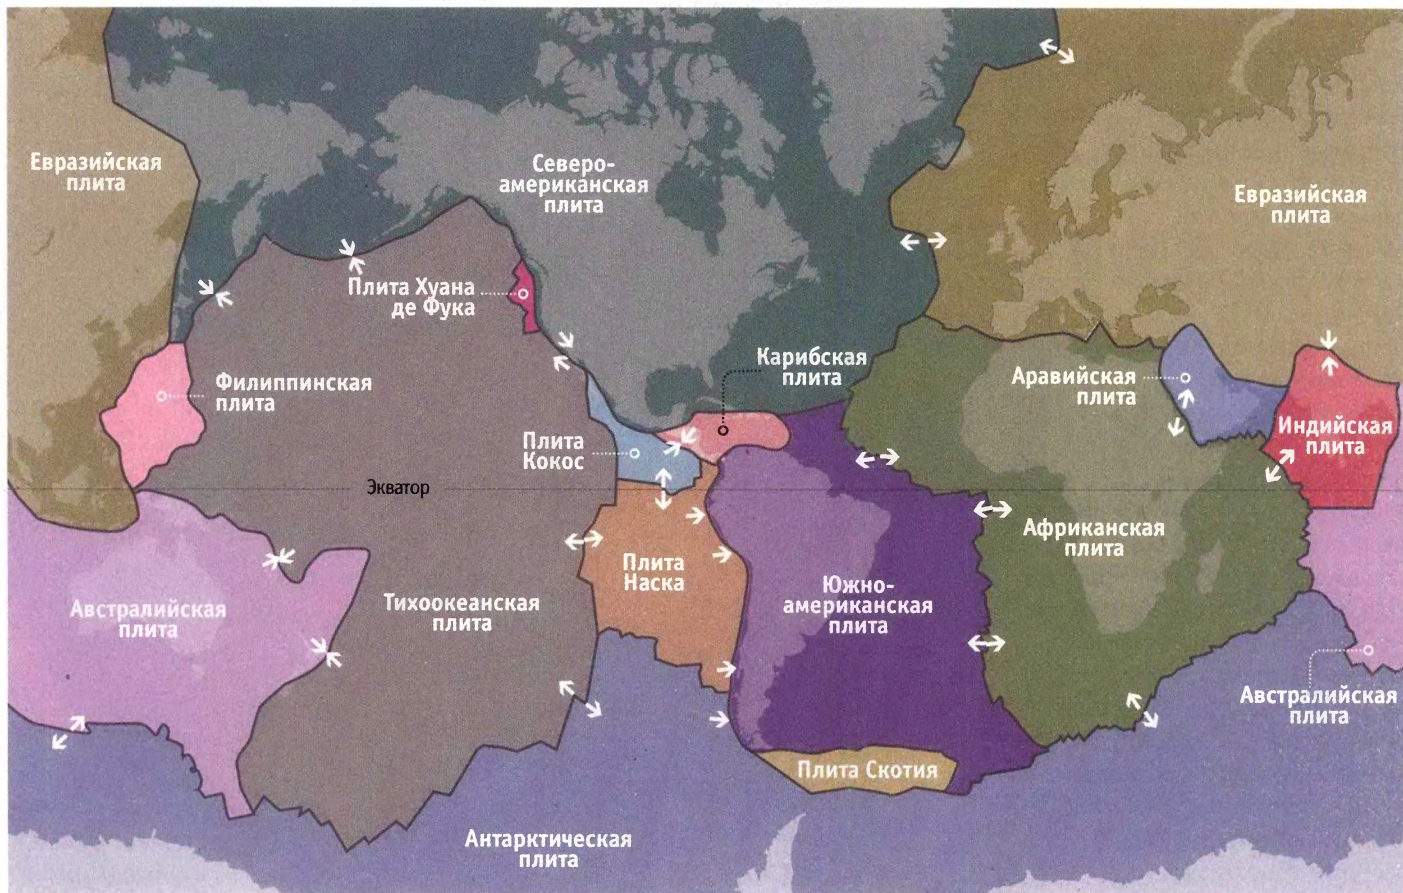 Евразийская
плита
Северо-
американская
плита
Евразийская
плита
Плита Хуана
де Фука
Карибская
плита
Филиппинская
плита
Аравийская
плита
Индийская
плита
Плита
Кокос
Экватор
Африканская
плита
Плита
Наска
Южно-
американская
плита
Австралийская
плита
Тихоокеанская
плита
Австралийская
плита
Плита Скотия
Антарктическая
плита